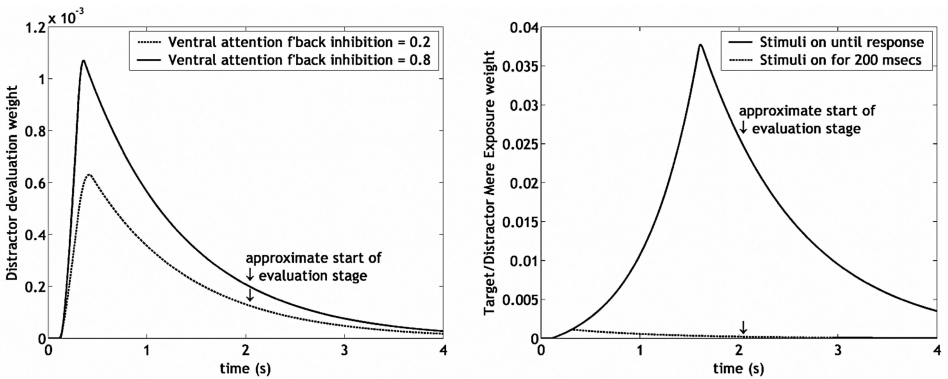 1.2 x 10⁻³
1
0.8
0.6
0.4
0.2
0
Distractor devaluation weight
Ventral attention f'back inhibition = 0.2
Ventral attention f'back inhibition = 0.8
approximate start of
↓ evaluation stage
↓
0 1 2 3 4
time (s)
0.040
0.035
0.03
0.025
0.02
0.015
0.01
0.005
0
Target/Distractor Mere Exposure weight
Stimuli on until response
Stimuli on for 200 msecs
approximate start of
↓ evaluation stage
↓
0 1 2 3 4
time (s)